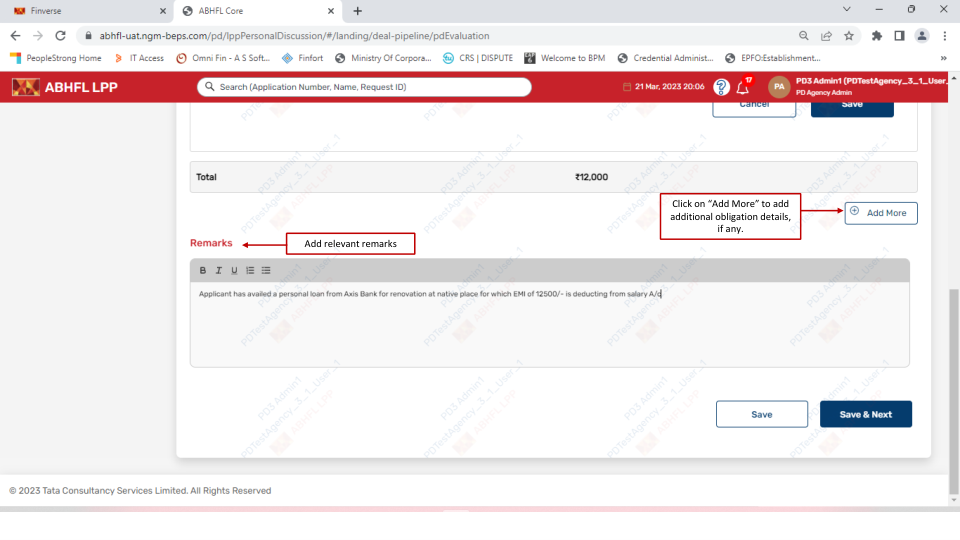 Finverse
ABHFL Core
abhfl-uat.ngm-beps.com/pd/lppPersonalDiscussion/#/landing/deal-pipeline/pdEvaluation
PeopleStrong Home
IT Access
Omni Fin - A S Soft...
Finfort
Ministry Of Corpora...
CRS | DISPUTE
Welcome to BPM
Credential Administ...
EPFO:Establishment...
»
ABHFL LPP
Search (Application Number, Name, Request ID)
21 Mar, 2023 20:06
17
PA
PD3 Admin1 (PDTestAgency_3_1_User_
PD Agency Admin
Cancel
Save
Total
₹12,000
Click on “Add More” to add
additional obligation details,
if any.
Add More
Remarks
Add relevant remarks
B I U
Applicant has availed a personal loan from Axis Bank for renovation at native place for which EMI of 12500/- is deducting from salary A/c
Save
Save & Next
© 2023 Tata Consultancy Services Limited. All Rights Reserved